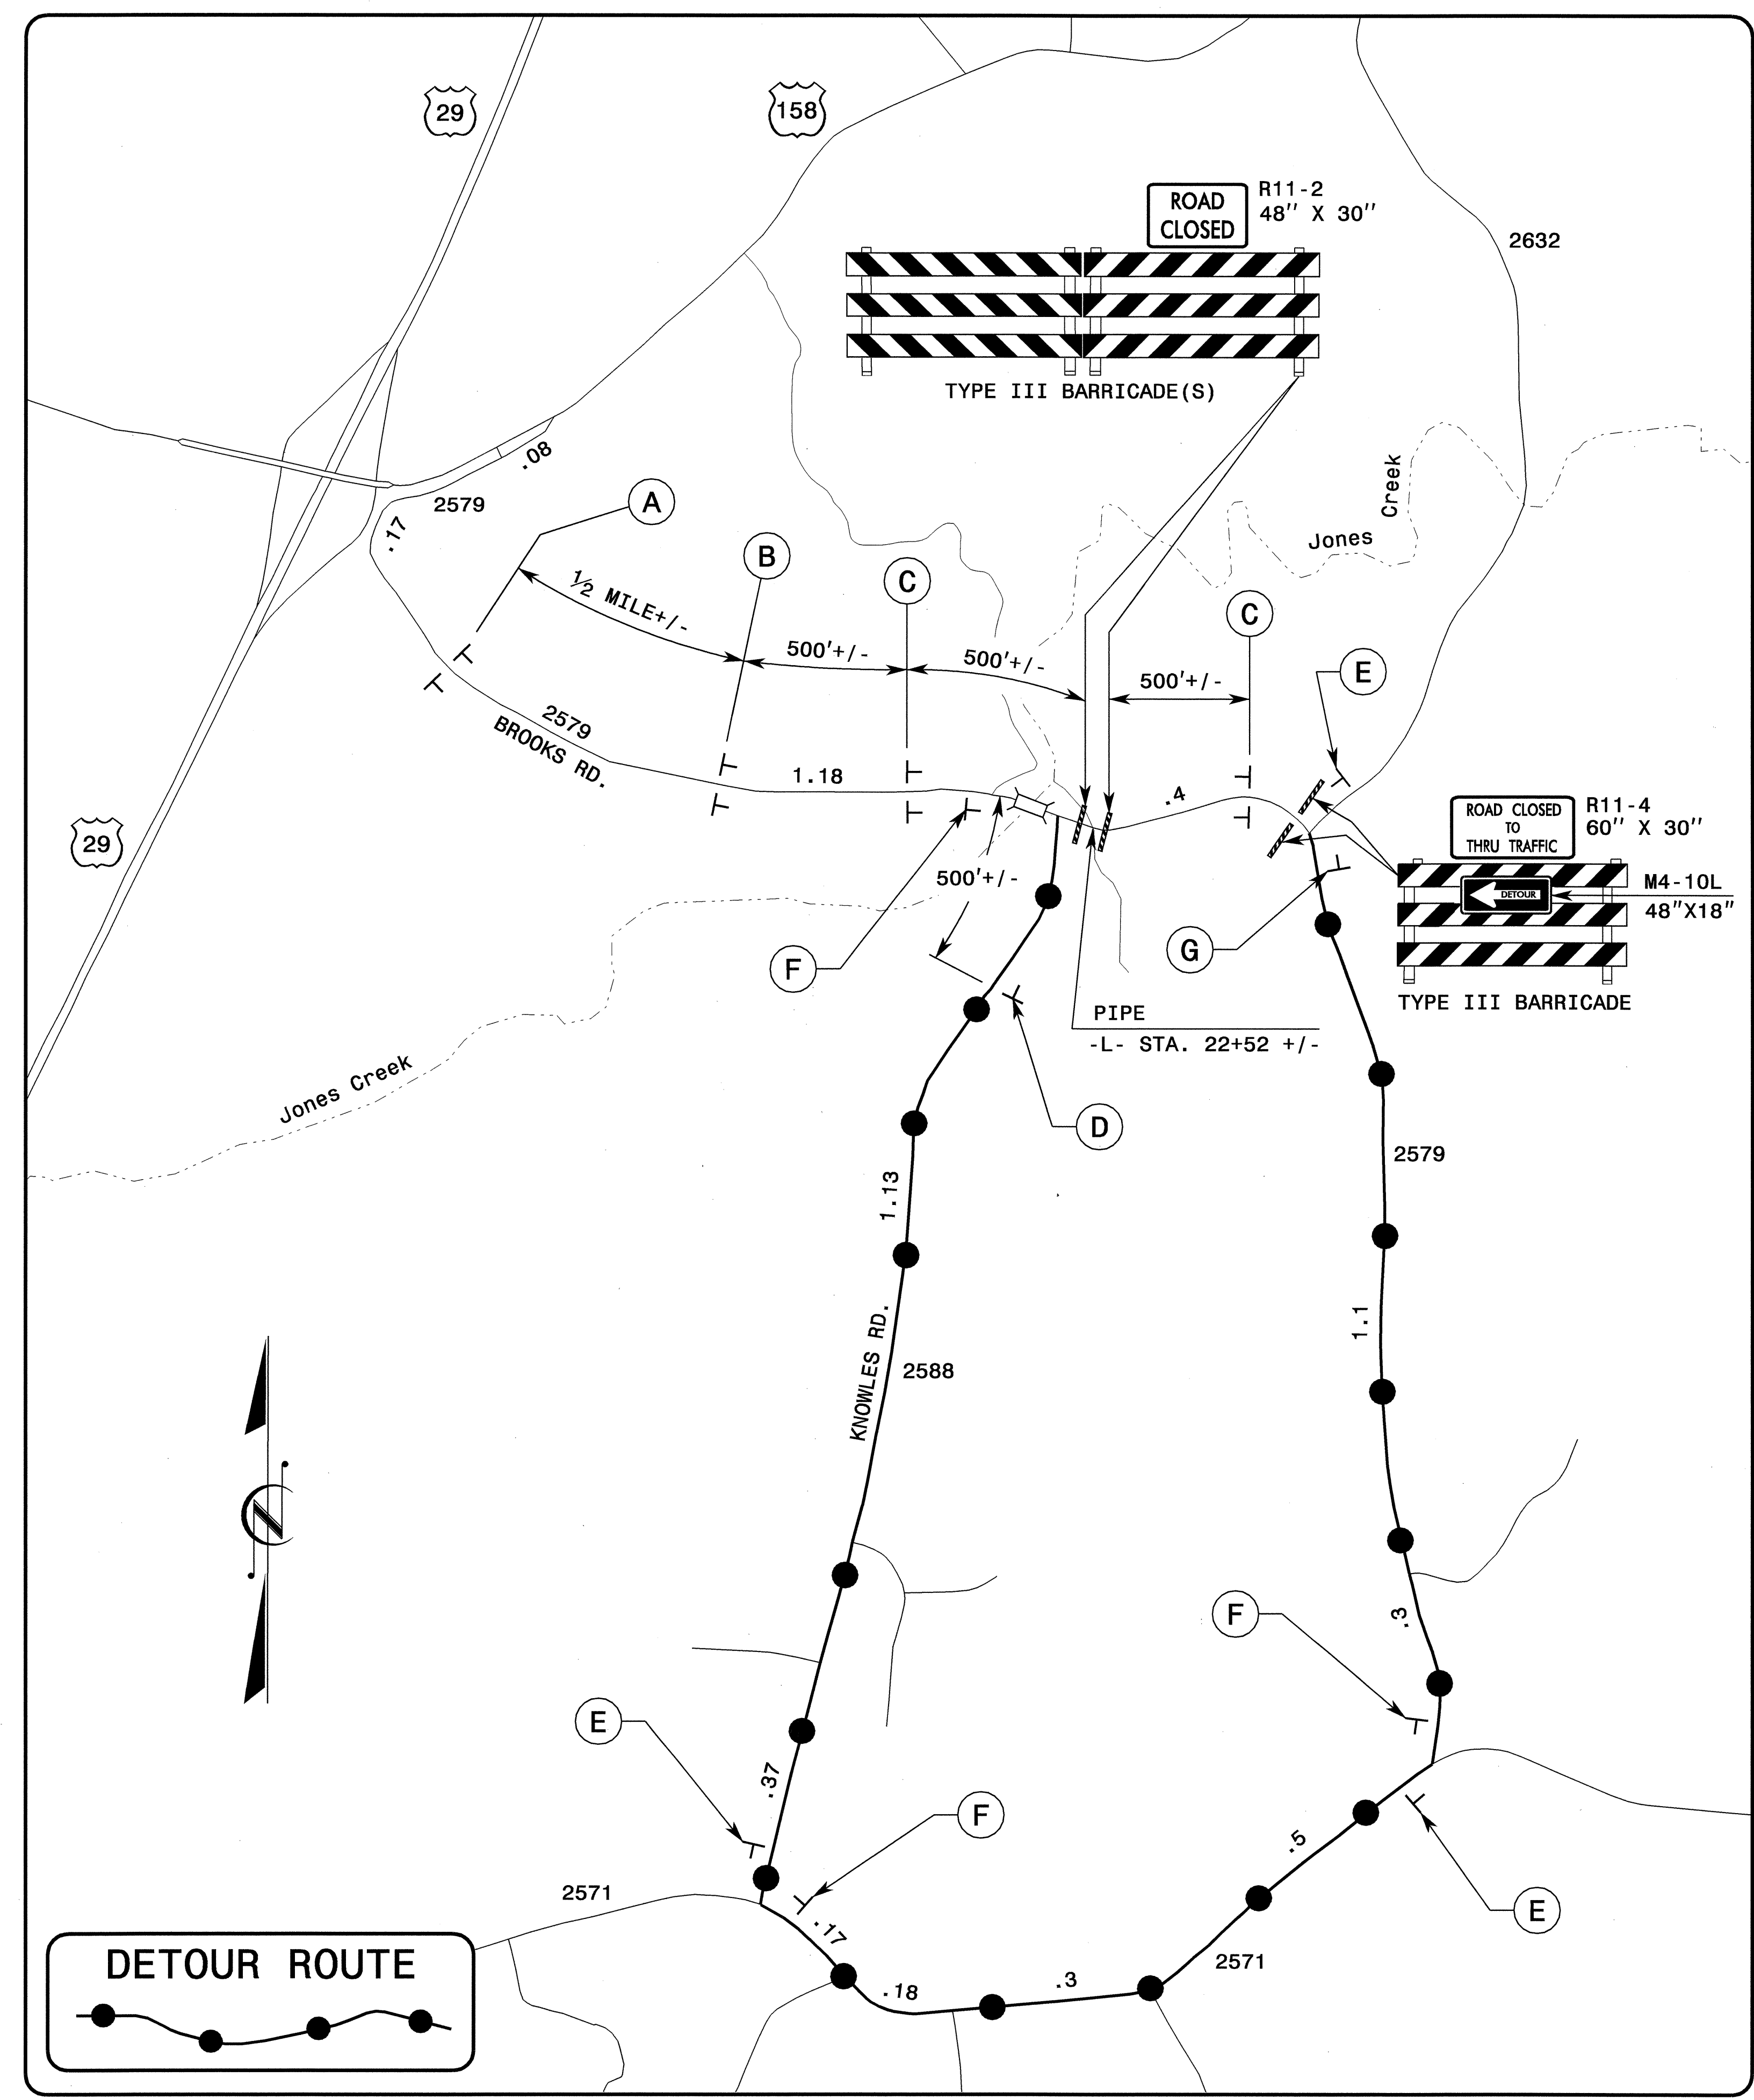 29
158
ROAD
CLOSED
R11-2
48" X 30"
2632
TYPE III BARRICADE(S)
.08
2579
.17
A
B
C
1/2 MILE+/-
500'+/-
500'+/-
500'+/-
C
E
Jones Creek
2579
BROOKS RD.
1.18
.4
29
ROAD CLOSED
TO
THRU TRAFFIC
R11-4
60" X 30"
DETOUR
M4-10L
48"X18"
TYPE III BARRICADE
500'+/-
F
G
PIPE
-L- STA. 22+52 +/-
Jones Creek
D
1.13
2579
1.1
KNOWLES RD.
2588
N
F
.3
E
.37
F
.5
E
2571
.17
.18
.3
2571
DETOUR ROUTE